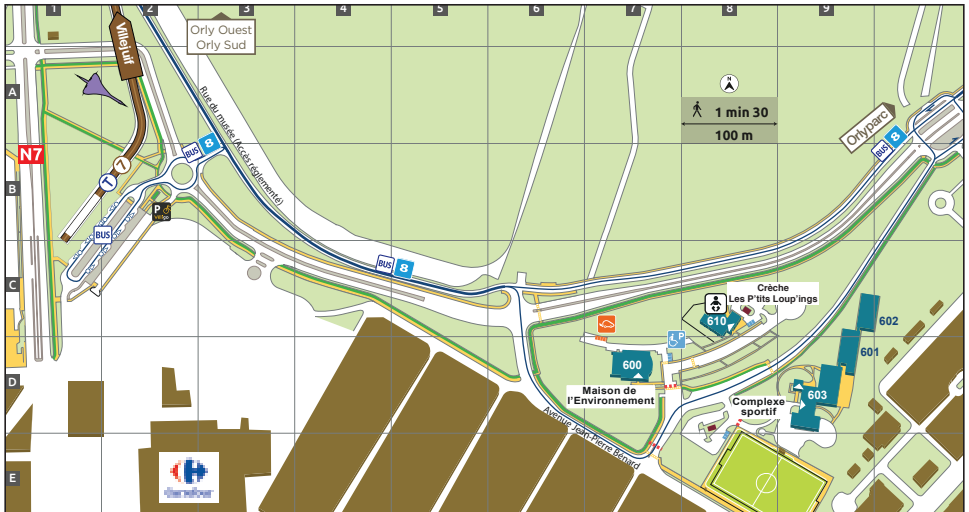 1
2
3
4
5
6
7
8
9
A
B
C
D
E
Villejuif
Orly Ouest
Orly Sud
Rue du musée (Accès réglementé)
N
1 min 30
100 m
Orlyparc
BUS 8
N7
T 7
BUS 8
P
BUS
BUS 8
Crèche
Les P'tits Loup'ings
610
P
602
601
600
603
Maison de
l'Environnement
Complexe
sportif
Avenue Jean-Pierre Bénard
Carrefour